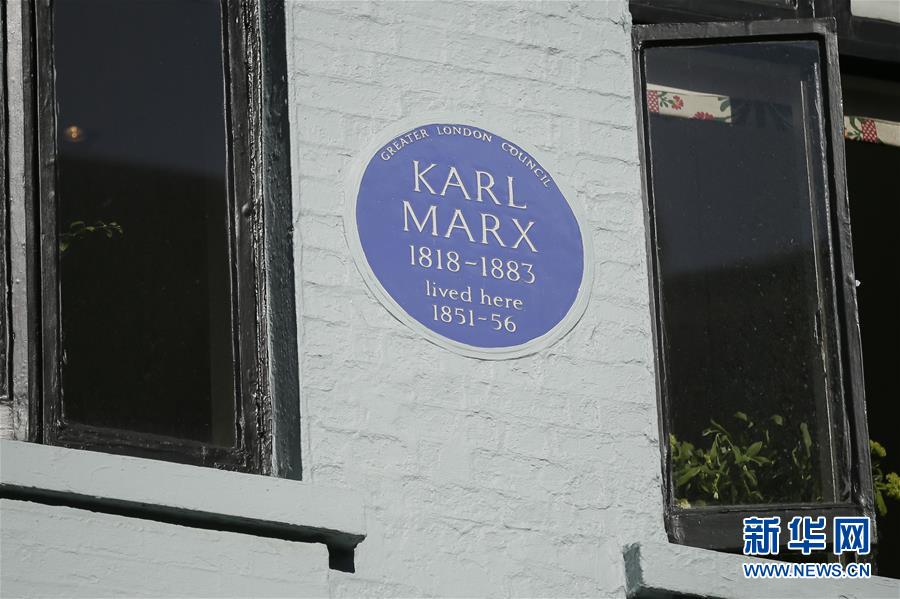 GREATER LONDON COUNCIL
KARL
MARX
1818-1883
lived here
1851-56
新华网
WWW.NEWS.CN